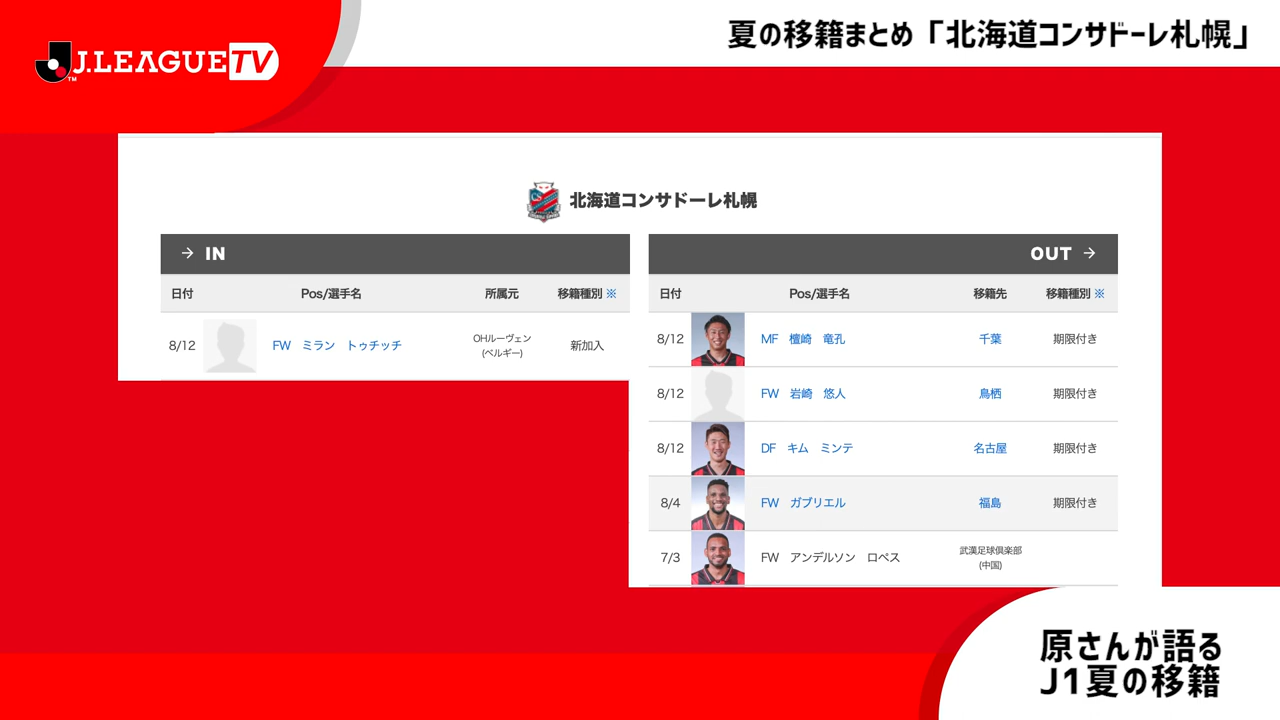 J.LEAGUE TV
TM
夏の移籍まとめ「北海道コンサドーレ札幌」
北海道コンサドーレ札幌
→ IN
日付 Pos/選手名 所属元 移籍種別 ※
8/12 FW ミラン トゥチッチ OHルーヴェン
(ベルギー) 新加入
OUT →
日付 Pos/選手名 移籍先 移籍種別 ※
8/12 MF 檀崎 竜孔 千葉 期限付き
8/12 FW 岩崎 悠人 鳥栖 期限付き
8/12 DF キム ミンテ 名古屋 期限付き
8/4 FW ガブリエル 福島 期限付き
7/3 FW アンデルソン ロペス 武漢足球倶楽部
(中国)
原さんが語る
J1夏の移籍